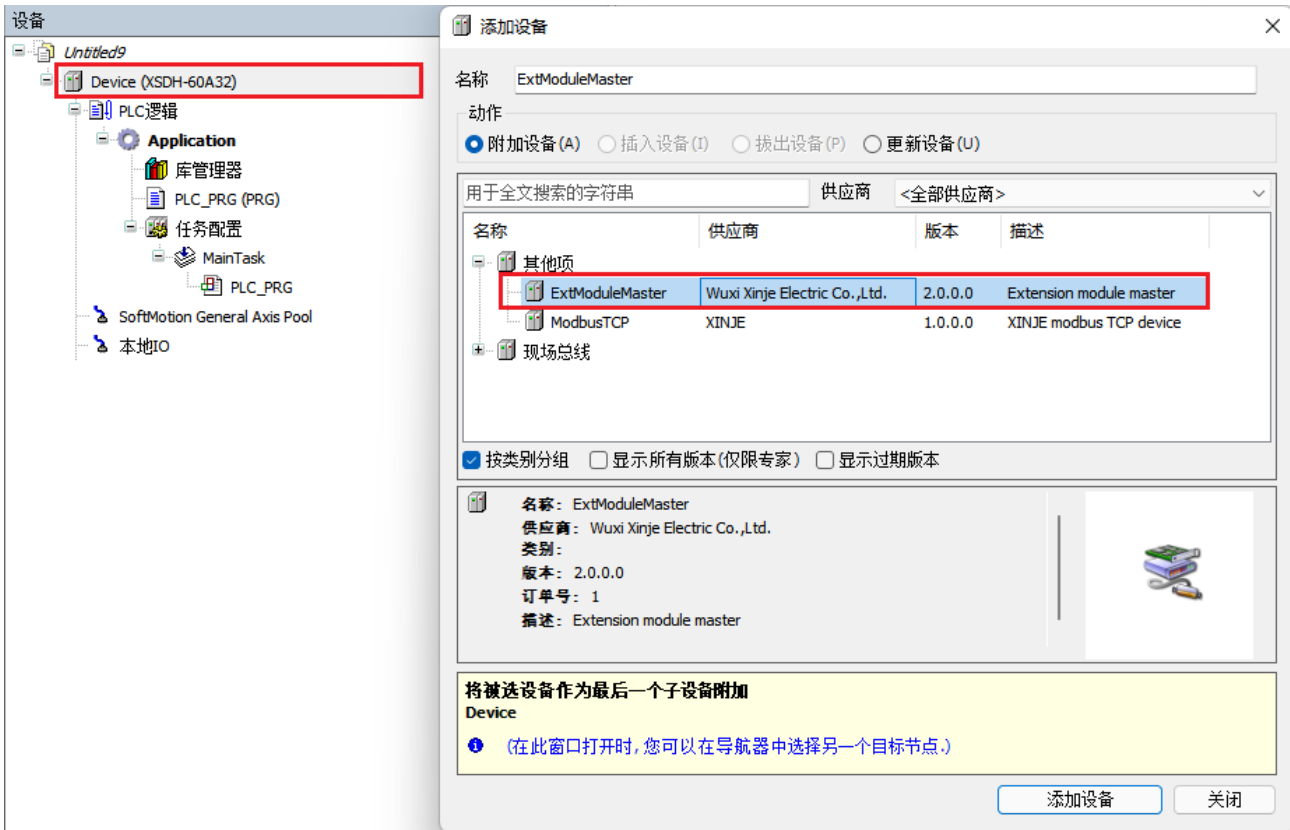 设备
Untitled9
Device (XSDH-60A32)
PLC逻辑
Application
库管理器
PLC_PRG (PRG)
任务配置
MainTask
PLC_PRG
SoftMotion General Axis Pool
本地IO
添加设备
名称 ExtModuleMaster
动作
附加设备(A) 插入设备(I) 拔出设备(P) 更新设备(U)
用于全文搜索的字符串 供应商 <全部供应商>
名称 供应商 版本 描述
其他项
ExtModuleMaster Wuxi Xinje Electric Co.,Ltd. 2.0.0.0 Extension module master
ModbusTCP XINJE 1.0.0.0 XINJE modbus TCP device
现场总线
按类别分组 显示所有版本(仅限专家) 显示过期版本
名称: ExtModuleMaster
供应商: Wuxi Xinje Electric Co.,Ltd.
类别:
版本: 2.0.0.0
订单号: 1
描述: Extension module master
将被选设备作为最后一个子设备附加
Device
(在此窗口打开时,您可以在导航器中选择另一个目标节点.)
添加设备 关闭